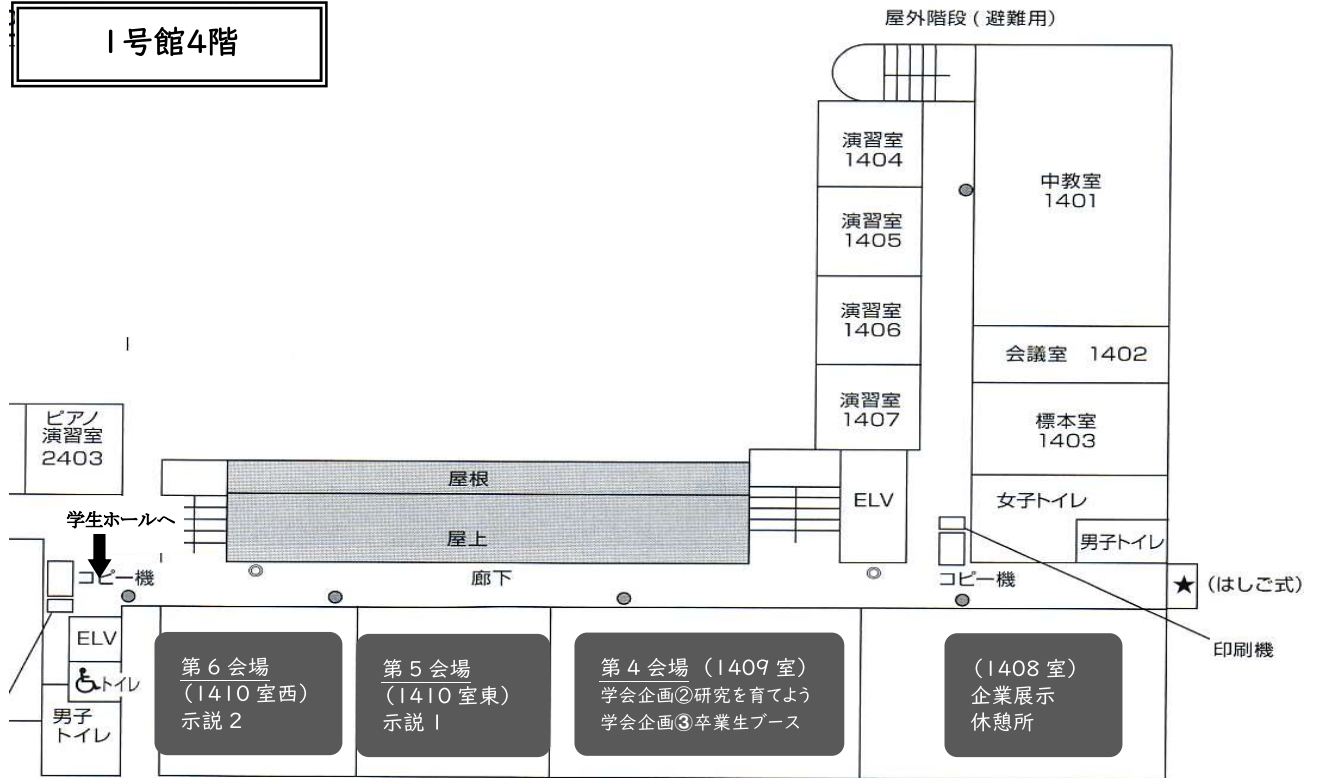 1号館4階
屋外階段(避難用)
演習室
1404
演習室
1405
演習室
1406
演習室
1407
中教室
1401
会議室 1402
標本室
1403
女子トイレ
男子トイレ
ピアノ
演習室
2403
屋根
屋上
ELV
学生ホールへ
コピー機
廊下
コピー機
★(はしご式)
印刷機
ELV
トイレ
男子
トイレ
第6会場
(1410室西)
示説2
第5会場
(1410室東)
示説1
第4会場(1409室)
学会企画②研究を育てよう
学会企画③卒業生ブース
(1408室)
企業展示
休憩所